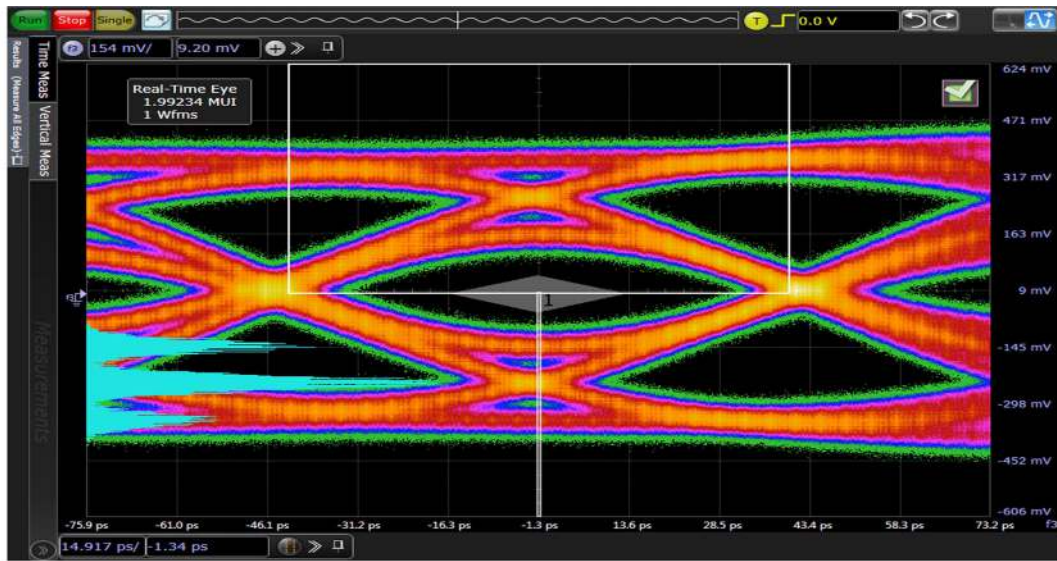 Run Stop Single T 0.0 V
f3 154 mV/ 9.20 mV
Results (Measure All Edges)
Time Meas
Vertical Meas
Measurements
Real-Time Eye
1.99234 MUI
1 Wfms
624 mV
471 mV
317 mV
163 mV
9 mV
-145 mV
-298 mV
-452 mV
-606 mV
1
-75.9 ps -61.0 ps -46.1 ps -31.2 ps -16.3 ps -1.3 ps 13.6 ps 28.5 ps 43.4 ps 58.3 ps 73.2 ps f3
14.917 ps/ -1.34 ps